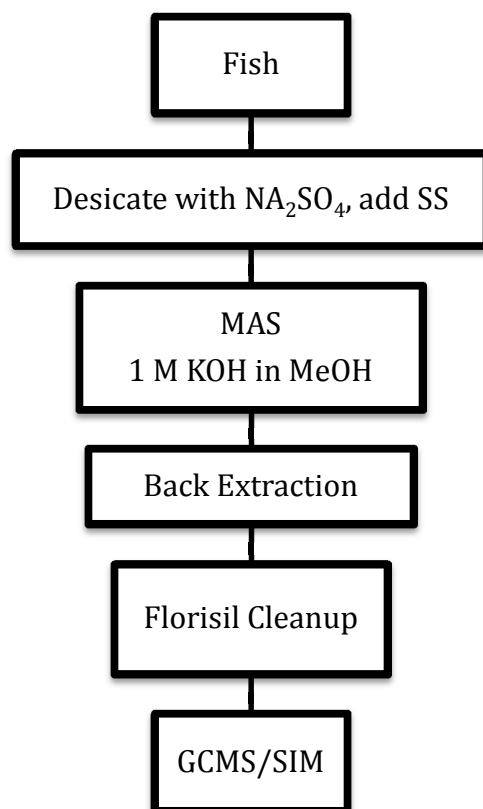 Fish
Desicate with NA₂SO₄, add SS
MAS
1 M KOH in MeOH
Back Extraction
Florisil Cleanup
GCMS/SIM